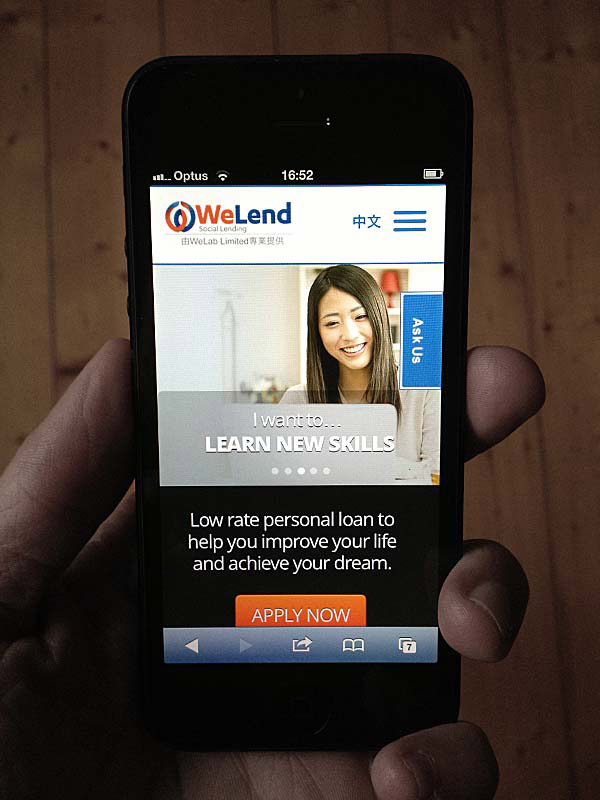 Optus 16:52
WeLend
Social Lending
由WeLab Limited專業提供
中文
Ask Us
I want to...
LEARN NEW SKILLS
Low rate personal loan to
help you improve your life
and achieve your dream.
APPLY NOW
7